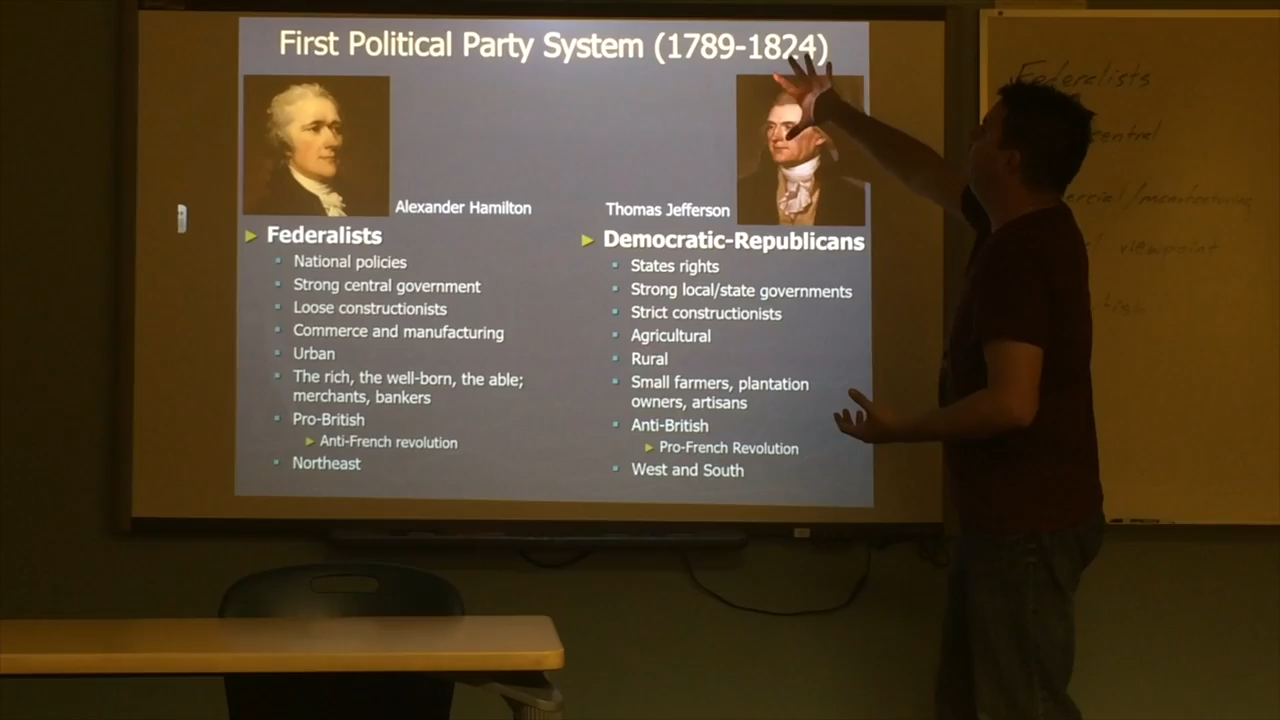 First Political Party System (1789-1824)
Alexander Hamilton
Thomas Jefferson
Federalists
National policies
Strong central government
Loose constructionists
Commerce and manufacturing
Urban
The rich, the well-born, the able;
merchants, bankers
Pro-British
Anti-French revolution
Northeast
Democratic-Republicans
States rights
Strong local/state governments
Strict constructionists
Agricultural
Rural
Small farmers, plantation
owners, artisans
Anti-British
Pro-French Revolution
West and South
Federalists
central
/manufacturing
viewpoint